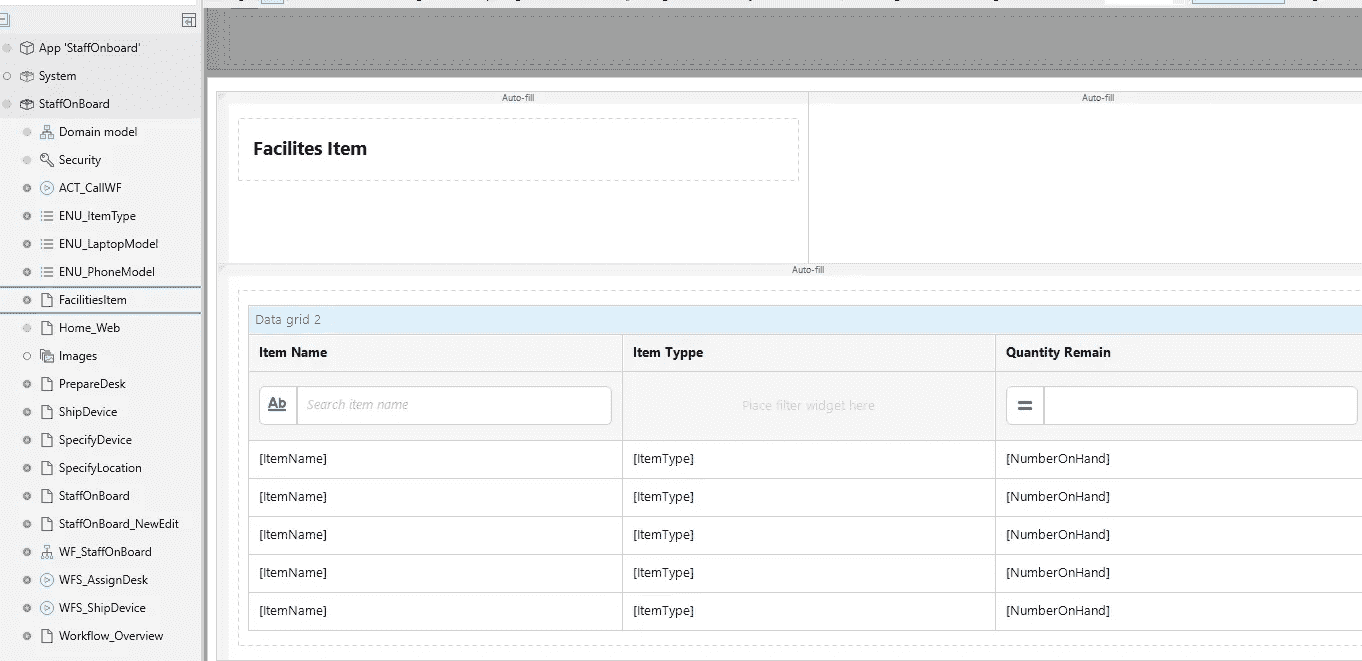 App 'StaffOnboard'
System
StaffOnBoard
Domain model
Security
ACT_CallWF
ENU_ItemType
ENU_LaptopModel
ENU_PhoneModel
FacilitiesItem
Home_Web
Images
PrepareDesk
ShipDevice
SpecifyDevice
SpecifyLocation
StaffOnBoard
StaffOnBoard_NewEdit
WF_StaffOnBoard
WFS_AssignDesk
WFS_ShipDevice
Workflow_Overview
Auto-fill Auto-fill
Facilites Item
Auto-fill
Data grid 2
Item Name Item Typpe Quantity Remain
Ab Search item name Place filter widget here =
[ItemName] [ItemType] [NumberOnHand]
[ItemName] [ItemType] [NumberOnHand]
[ItemName] [ItemType] [NumberOnHand]
[ItemName] [ItemType] [NumberOnHand]
[ItemName] [ItemType] [NumberOnHand]